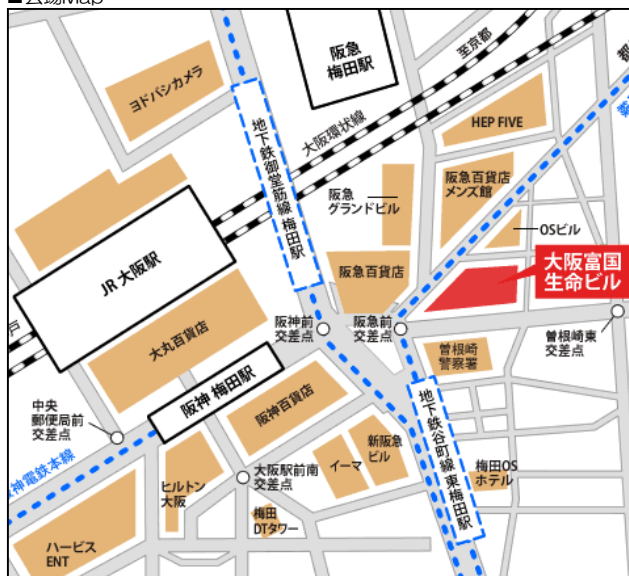 ■会場Map
ヨドバシカメラ
阪急
梅田駅
至京都
大阪環状線
地下鉄御堂筋線 梅田駅
HEP FIVE
阪急百貨店
メンズ館
阪急
グランドビル
OSビル
大阪富国
生命ビル
JR 大阪駅
阪急百貨店
大丸百貨店
阪神前
交差点
阪急前
交差点
曽根崎東
交差点
曽根崎
警察署
阪神 梅田駅
阪神百貨店
中央
郵便局前
交差点
地下鉄谷町線 東梅田駅
新阪急
ビル
イーマ
大阪駅前南
交差点
ヒルトン
大阪
梅田OS
ホテル
神電鉄本線
梅田
DTタワー
ハービス
ENT